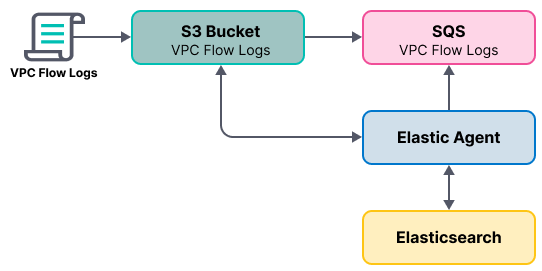 S3 Bucket
VPC Flow Logs
SQS
VPC Flow Logs
VPC Flow Logs
Elastic Agent
Elasticsearch